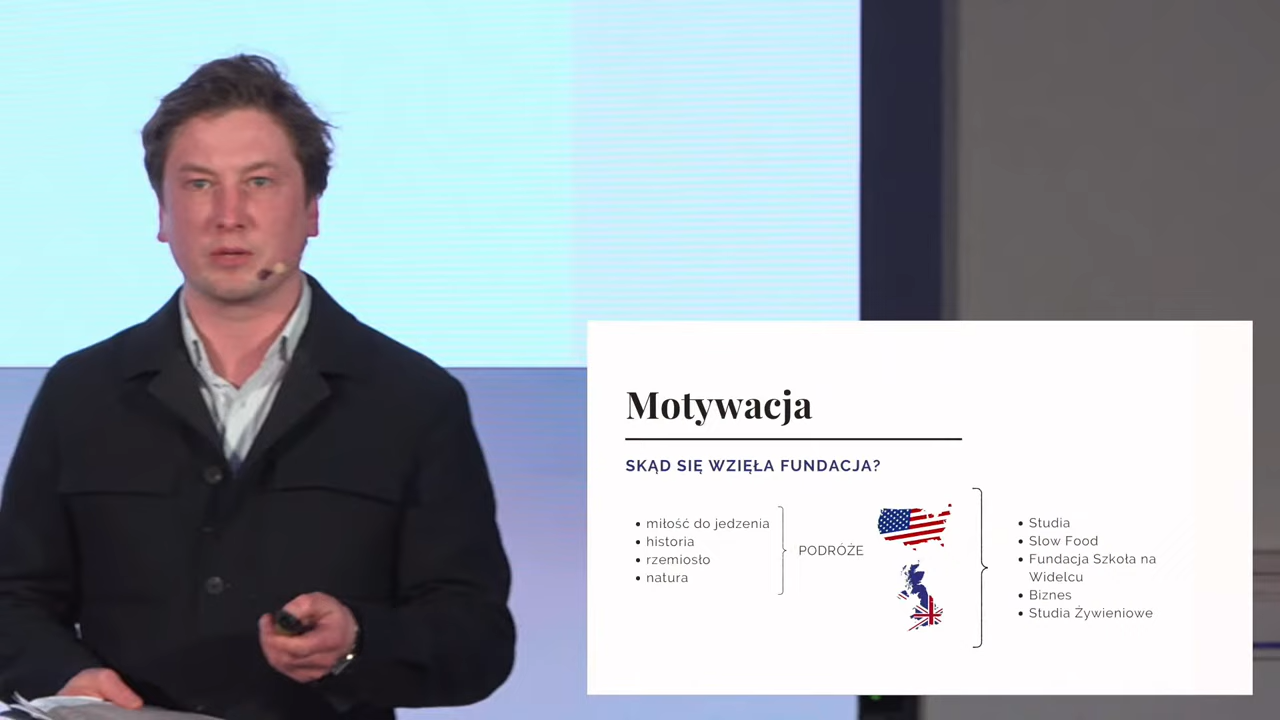 Motywacja
SKĄD SIĘ WZIĘŁA FUNDACJA?
• miłość do jedzenia
• historia
• rzemiosło
• natura
PODRÓŻE
• Studia
• Slow Food
• Fundacja Szkoła na
Widelcu
• Biznes
• Studia Żywieniowe